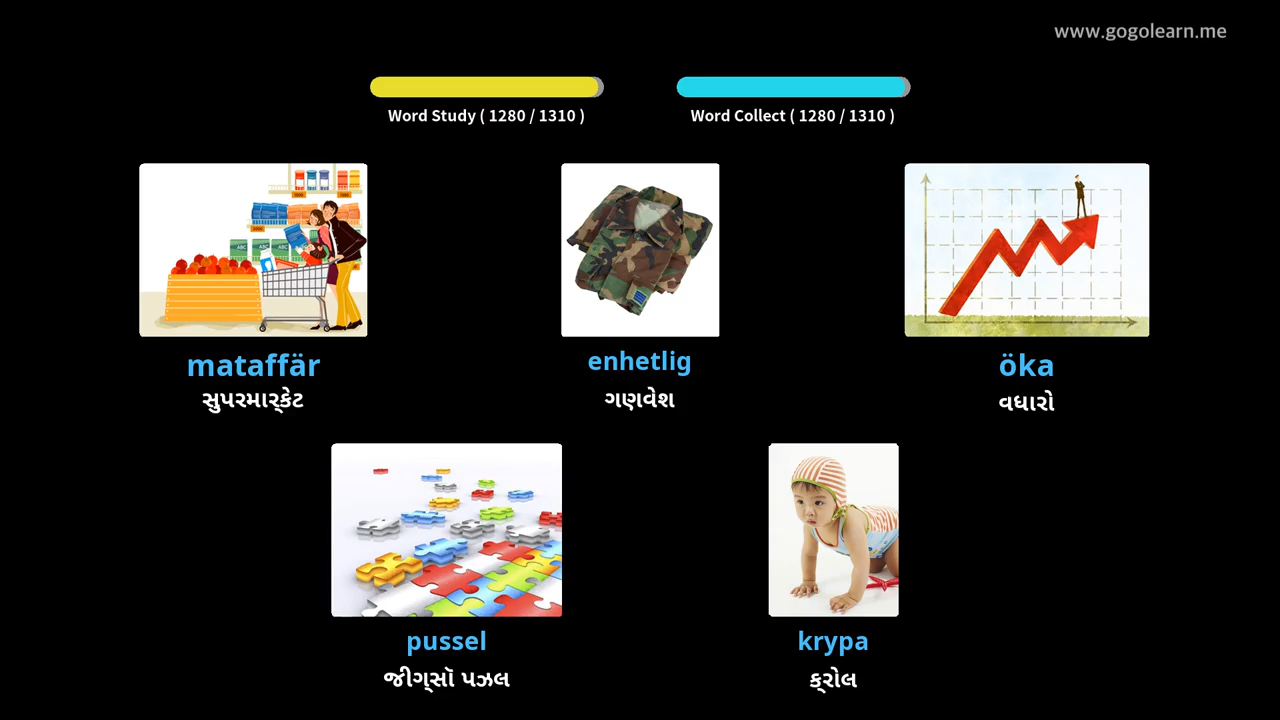 www.gogolearn.me
Word Study ( 1280 / 1310 )
Word Collect ( 1280 / 1310 )
mataffär
સુપરમાર્કેટ
enhetlig
ગણવેશ
öka
વધારો
pussel
જીગ્સૉ પઝલ
krypa
ક્રોલ